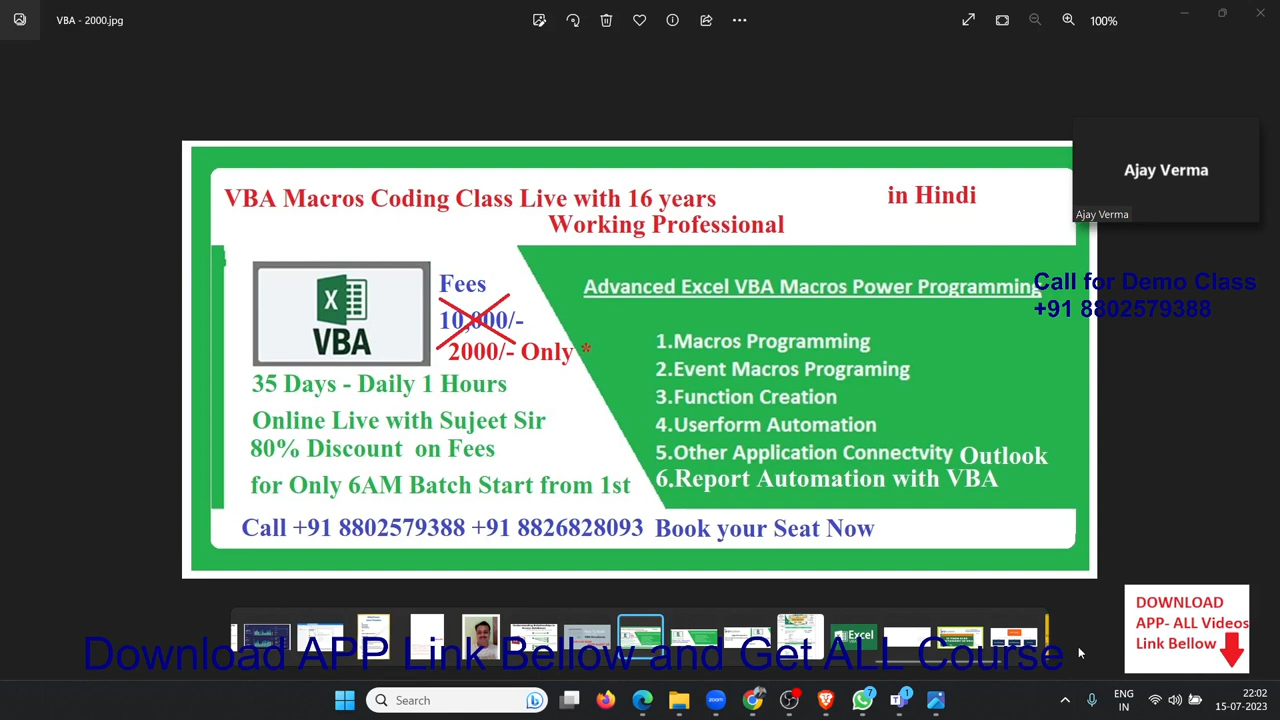 VBA - 2000.jpg
100%
Ajay Verma
Ajay Verma
VBA Macros Coding Class Live with 16 years
in Hindi
Working Professional
VBA
Fees
10,000/-
2000/- Only *
35 Days - Daily 1 Hours
Online Live with Sujeet Sir
80% Discount on Fees
for Only 6AM Batch Start from 1st
Advanced Excel VBA Macros Power Programming
1.Macros Programming
2.Event Macros Programing
3.Function Creation
4.Userform Automation
5.Other Application Connectvity Outlook
6.Report Automation with VBA
Call for Demo Class
+91 8802579388
Call +91 8802579388 +91 8826828093 Book your Seat Now
DOWNLOAD
APP- ALL Videos
Link Bellow
Excel
Download APP Link Bellow and Get ALL Course
Search
zoom
7
1
ENG
IN
22:02
15-07-2023